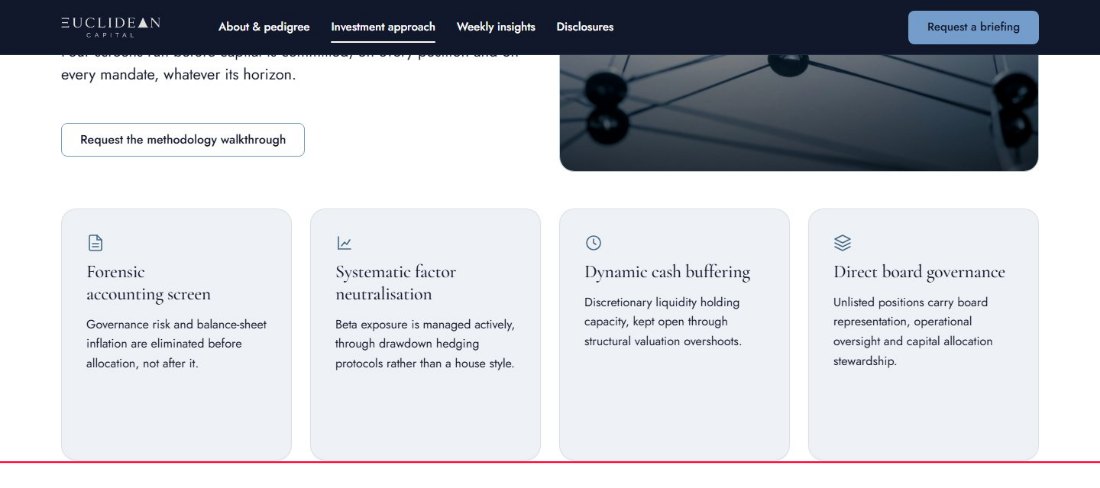 EUCLIDEAN
CAPITAL
About & pedigree
Investment approach
Weekly insights
Disclosures
Request a briefing
every mandate, whatever its horizon.
Request the methodology walkthrough
Forensic
accounting screen
Governance risk and balance-sheet
inflation are eliminated before
allocation, not after it.
Systematic factor
neutralisation
Beta exposure is managed actively,
through drawdown hedging
protocols rather than a house style.
Dynamic cash buffering
Discretionary liquidity holding
capacity, kept open through
structural valuation overshoots.
Direct board governance
Unlisted positions carry board
representation, operational
oversight and capital allocation
stewardship.